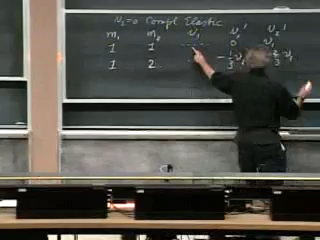 v₂=0 Compl Elastic
m₁ m₂ v₁ v₁' v₂'
1 1 0 v₁
1 2 -1/3 v₁ 2/3 v₁